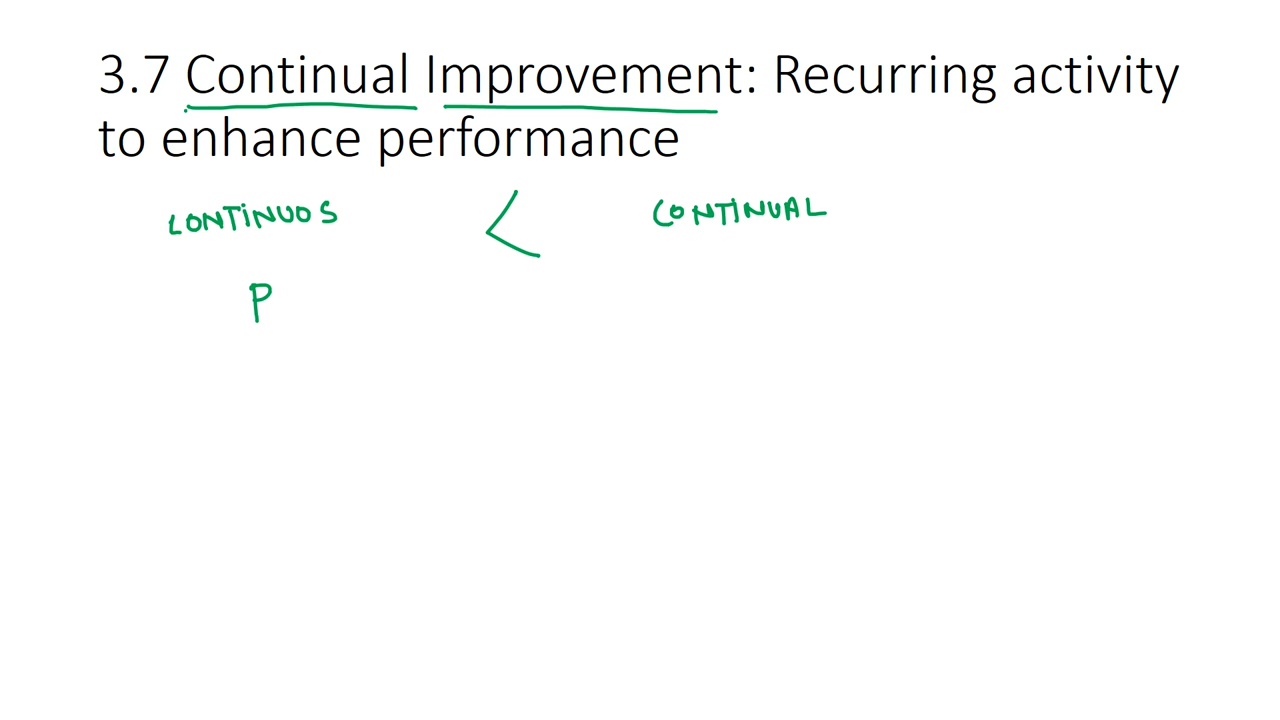 3.7 Continual Improvement: Recurring activity
to enhance performance
CONTINUOS < CONTINUAL
P